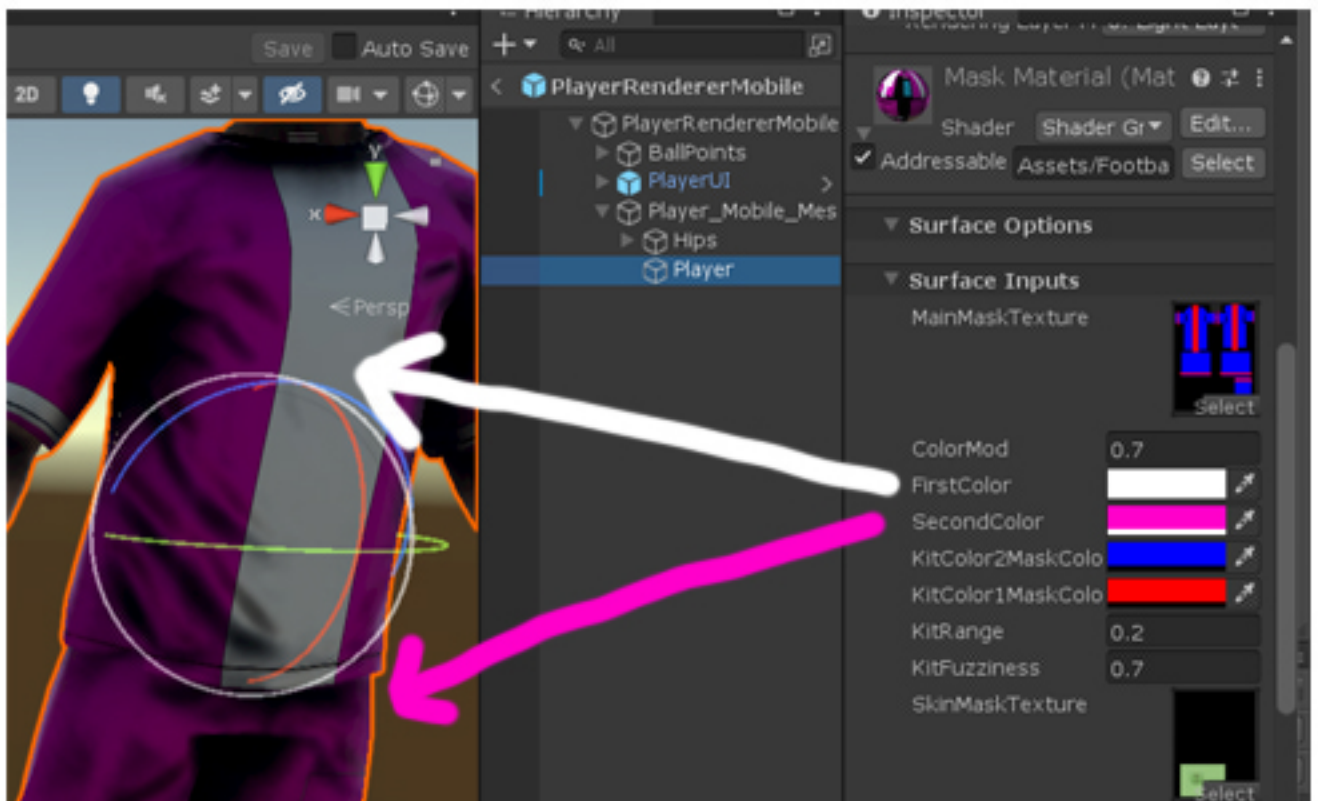 Hierarchy
Inspector
Save Auto Save
All
2D
PlayerRendererMobile
PlayerRendererMobile
BallPoints
PlayerUI
Player_Mobile_Mes
Hips
Player
y
x
Persp
Mask Material (Mat
Shader Shader Gr Edit...
Addressable Assets/Footba Select
Surface Options
Surface Inputs
MainMaskTexture
Select
ColorMod 0.7
FirstColor
SecondColor
KitColor2MaskColo
KitColor1MaskColo
KitRange 0.2
KitFuzziness 0.7
SkinMaskTexture
Select